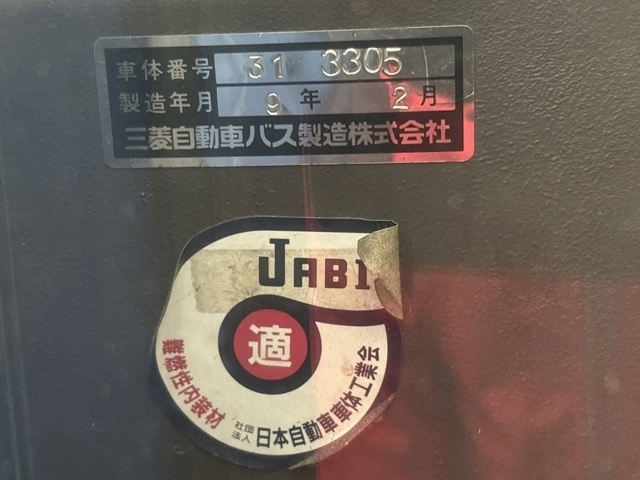 車体番号 31 3305
製造年月 9 年 2 月
三菱自動車バス製造株式会社
JABI
適
難燃性内装材
社団法人 日本自動車車体工業会